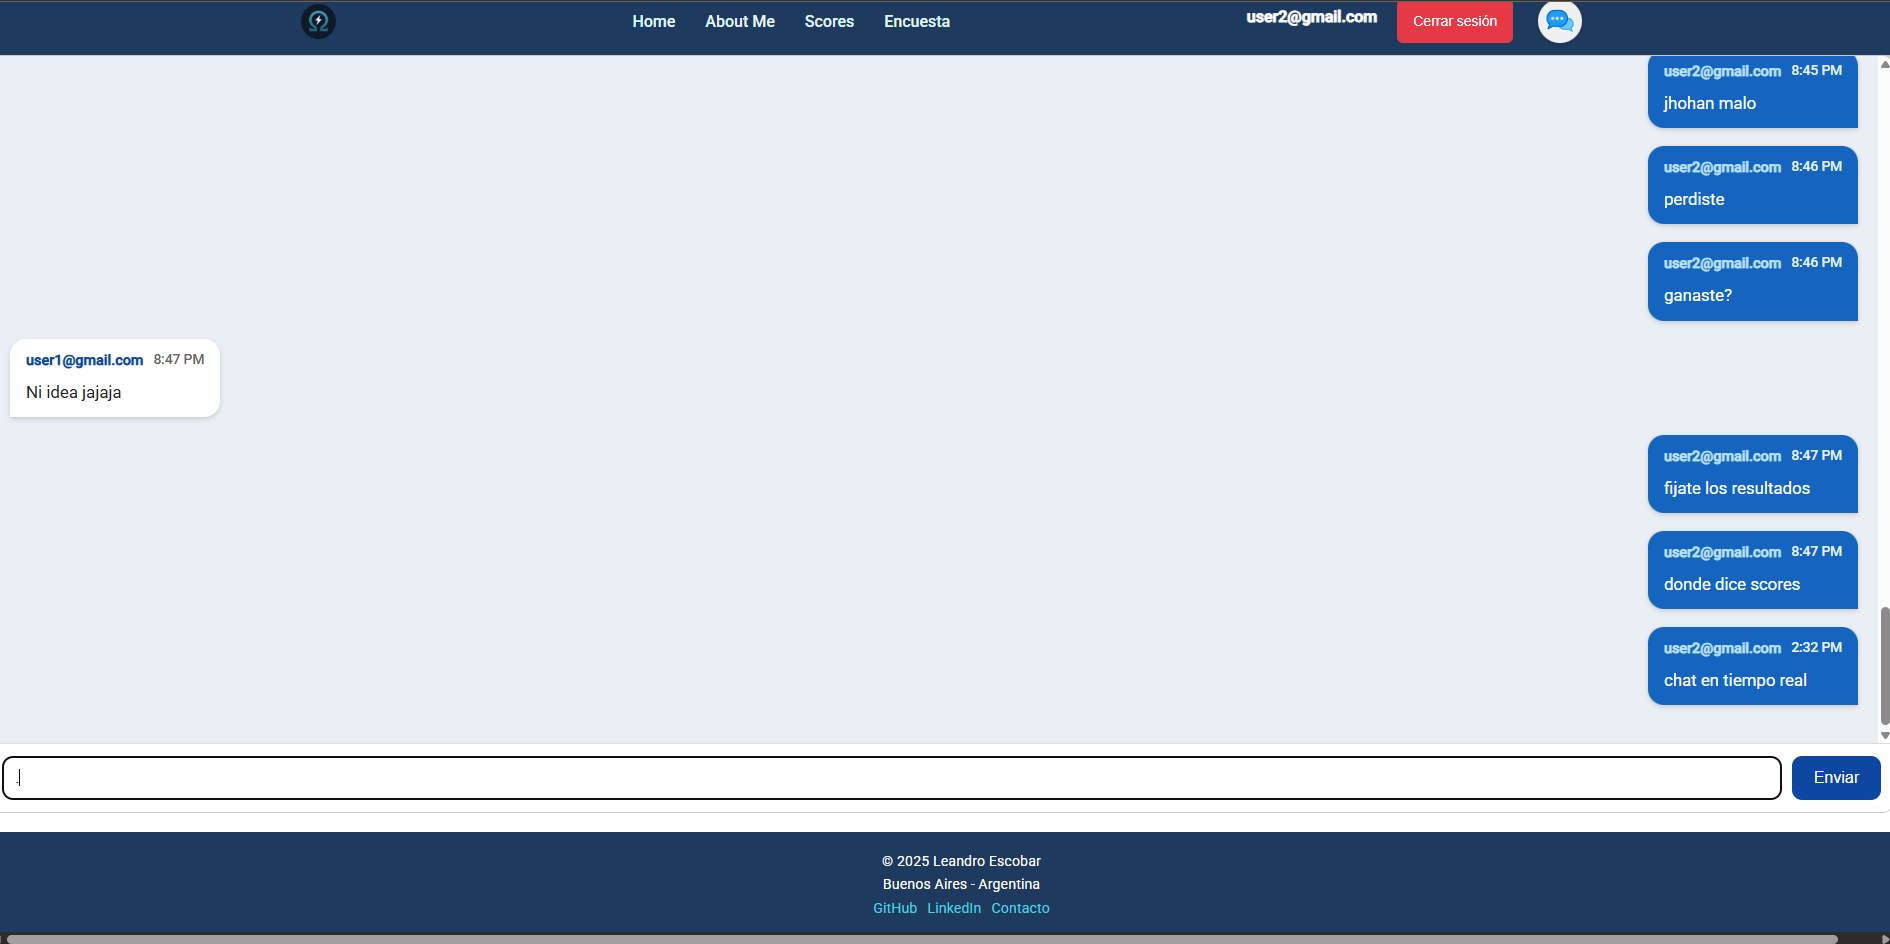 Home About Me Scores Encuesta user2@gmail.com Cerrar sesión
user2@gmail.com 8:45 PM
jhohan malo
user2@gmail.com 8:46 PM
perdiste
user2@gmail.com 8:46 PM
ganaste?
user1@gmail.com 8:47 PM
Ni idea jajaja
user2@gmail.com 8:47 PM
fijate los resultados
user2@gmail.com 8:47 PM
donde dice scores
user2@gmail.com 2:32 PM
chat en tiempo real
.
Enviar
© 2025 Leandro Escobar
Buenos Aires - Argentina
GitHub LinkedIn Contacto